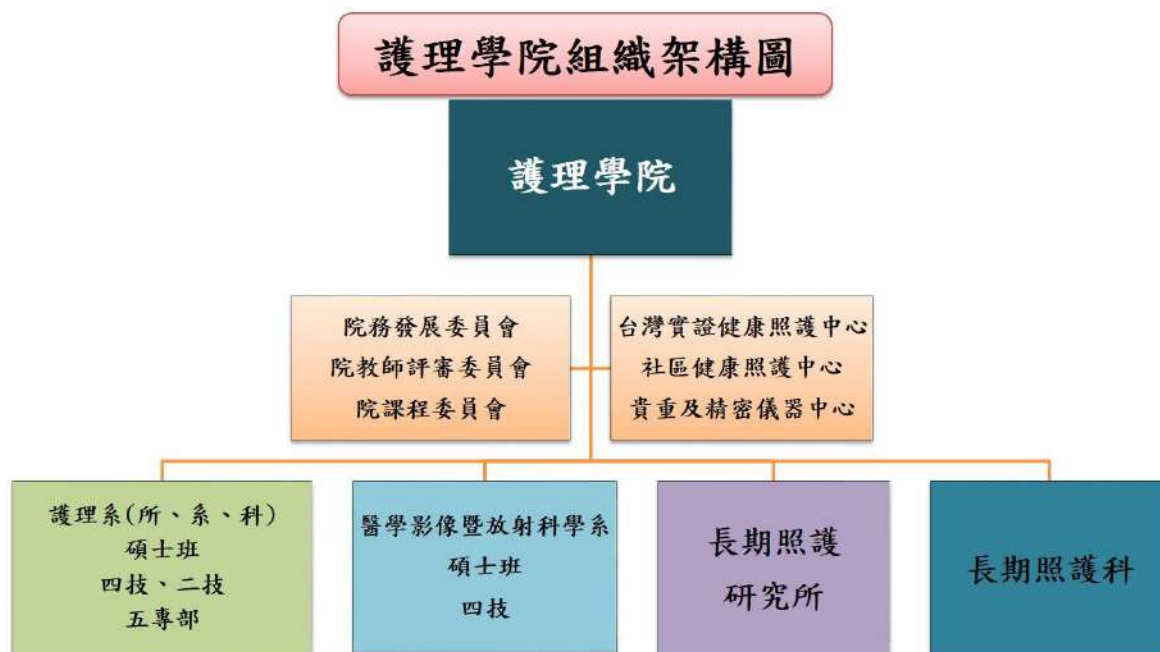 護理學院組織架構圖
護理學院
院務發展委員會
院教師評審委員會
院課程委員會
台灣實證健康照護中心
社區健康照護中心
貴重及精密儀器中心
護理系(所、系、科)
碩士班
四技、二技
五專部
醫學影像暨放射科學系
碩士班
四技
長期照護
研究所
長期照護科